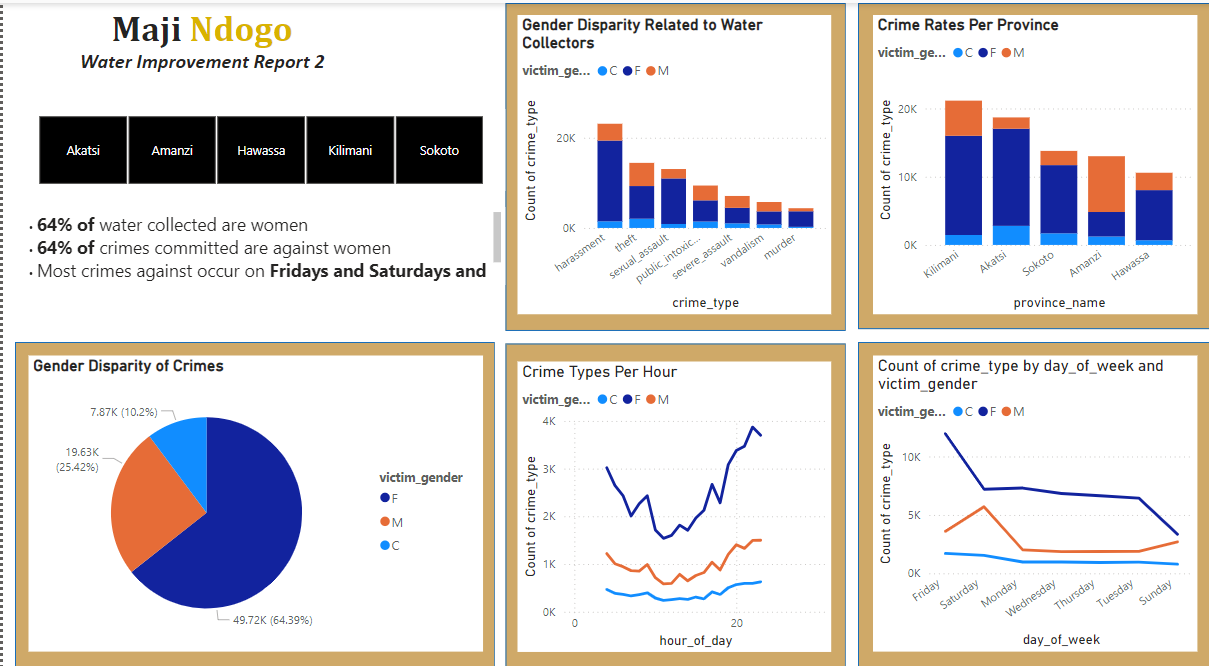 Maji Ndogo
Water Improvement Report 2
Akatsi
Amanzi
Hawassa
Kilimani
Sokoto
· 64% of water collected are women
· 64% of crimes committed are against women
· Most crimes against occur on Fridays and Saturdays and
Gender Disparity Related to Water
Collectors
victim_ge... C F M
Count of crime_type
20K
0K
harassment
theft
sexual_assault
public_intoxic...
severe_assault
vandalism
murder
crime_type
Crime Rates Per Province
victim_ge... C F M
Count of crime_type
20K
10K
0K
Kilimani
Akatsi
Sokoto
Amanzi
Hawassa
province_name
Gender Disparity of Crimes
7.87K (10.2%)
19.63K
(25.42%)
49.72K (64.39%)
victim_gender
F
M
C
Crime Types Per Hour
victim_ge... C F M
Count of crime_type
4K
3K
2K
1K
0K
0
20
hour_of_day
Count of crime_type by day_of_week and
victim_gender
victim_ge... C F M
Count of crime_type
10K
5K
0K
Friday
Saturday
Monday
Wednesday
Thursday
Tuesday
Sunday
day_of_week